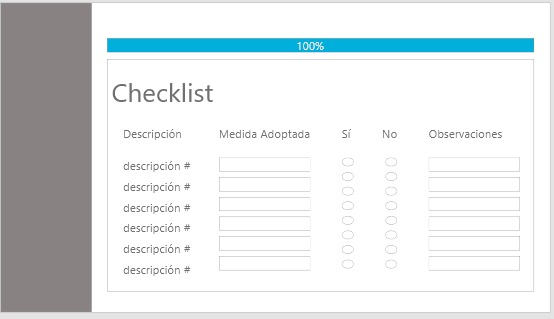 100%
Checklist
Descripción Medida Adoptada Sí No Observaciones
descripción #
descripción #
descripción #
descripción #
descripción #
descripción #